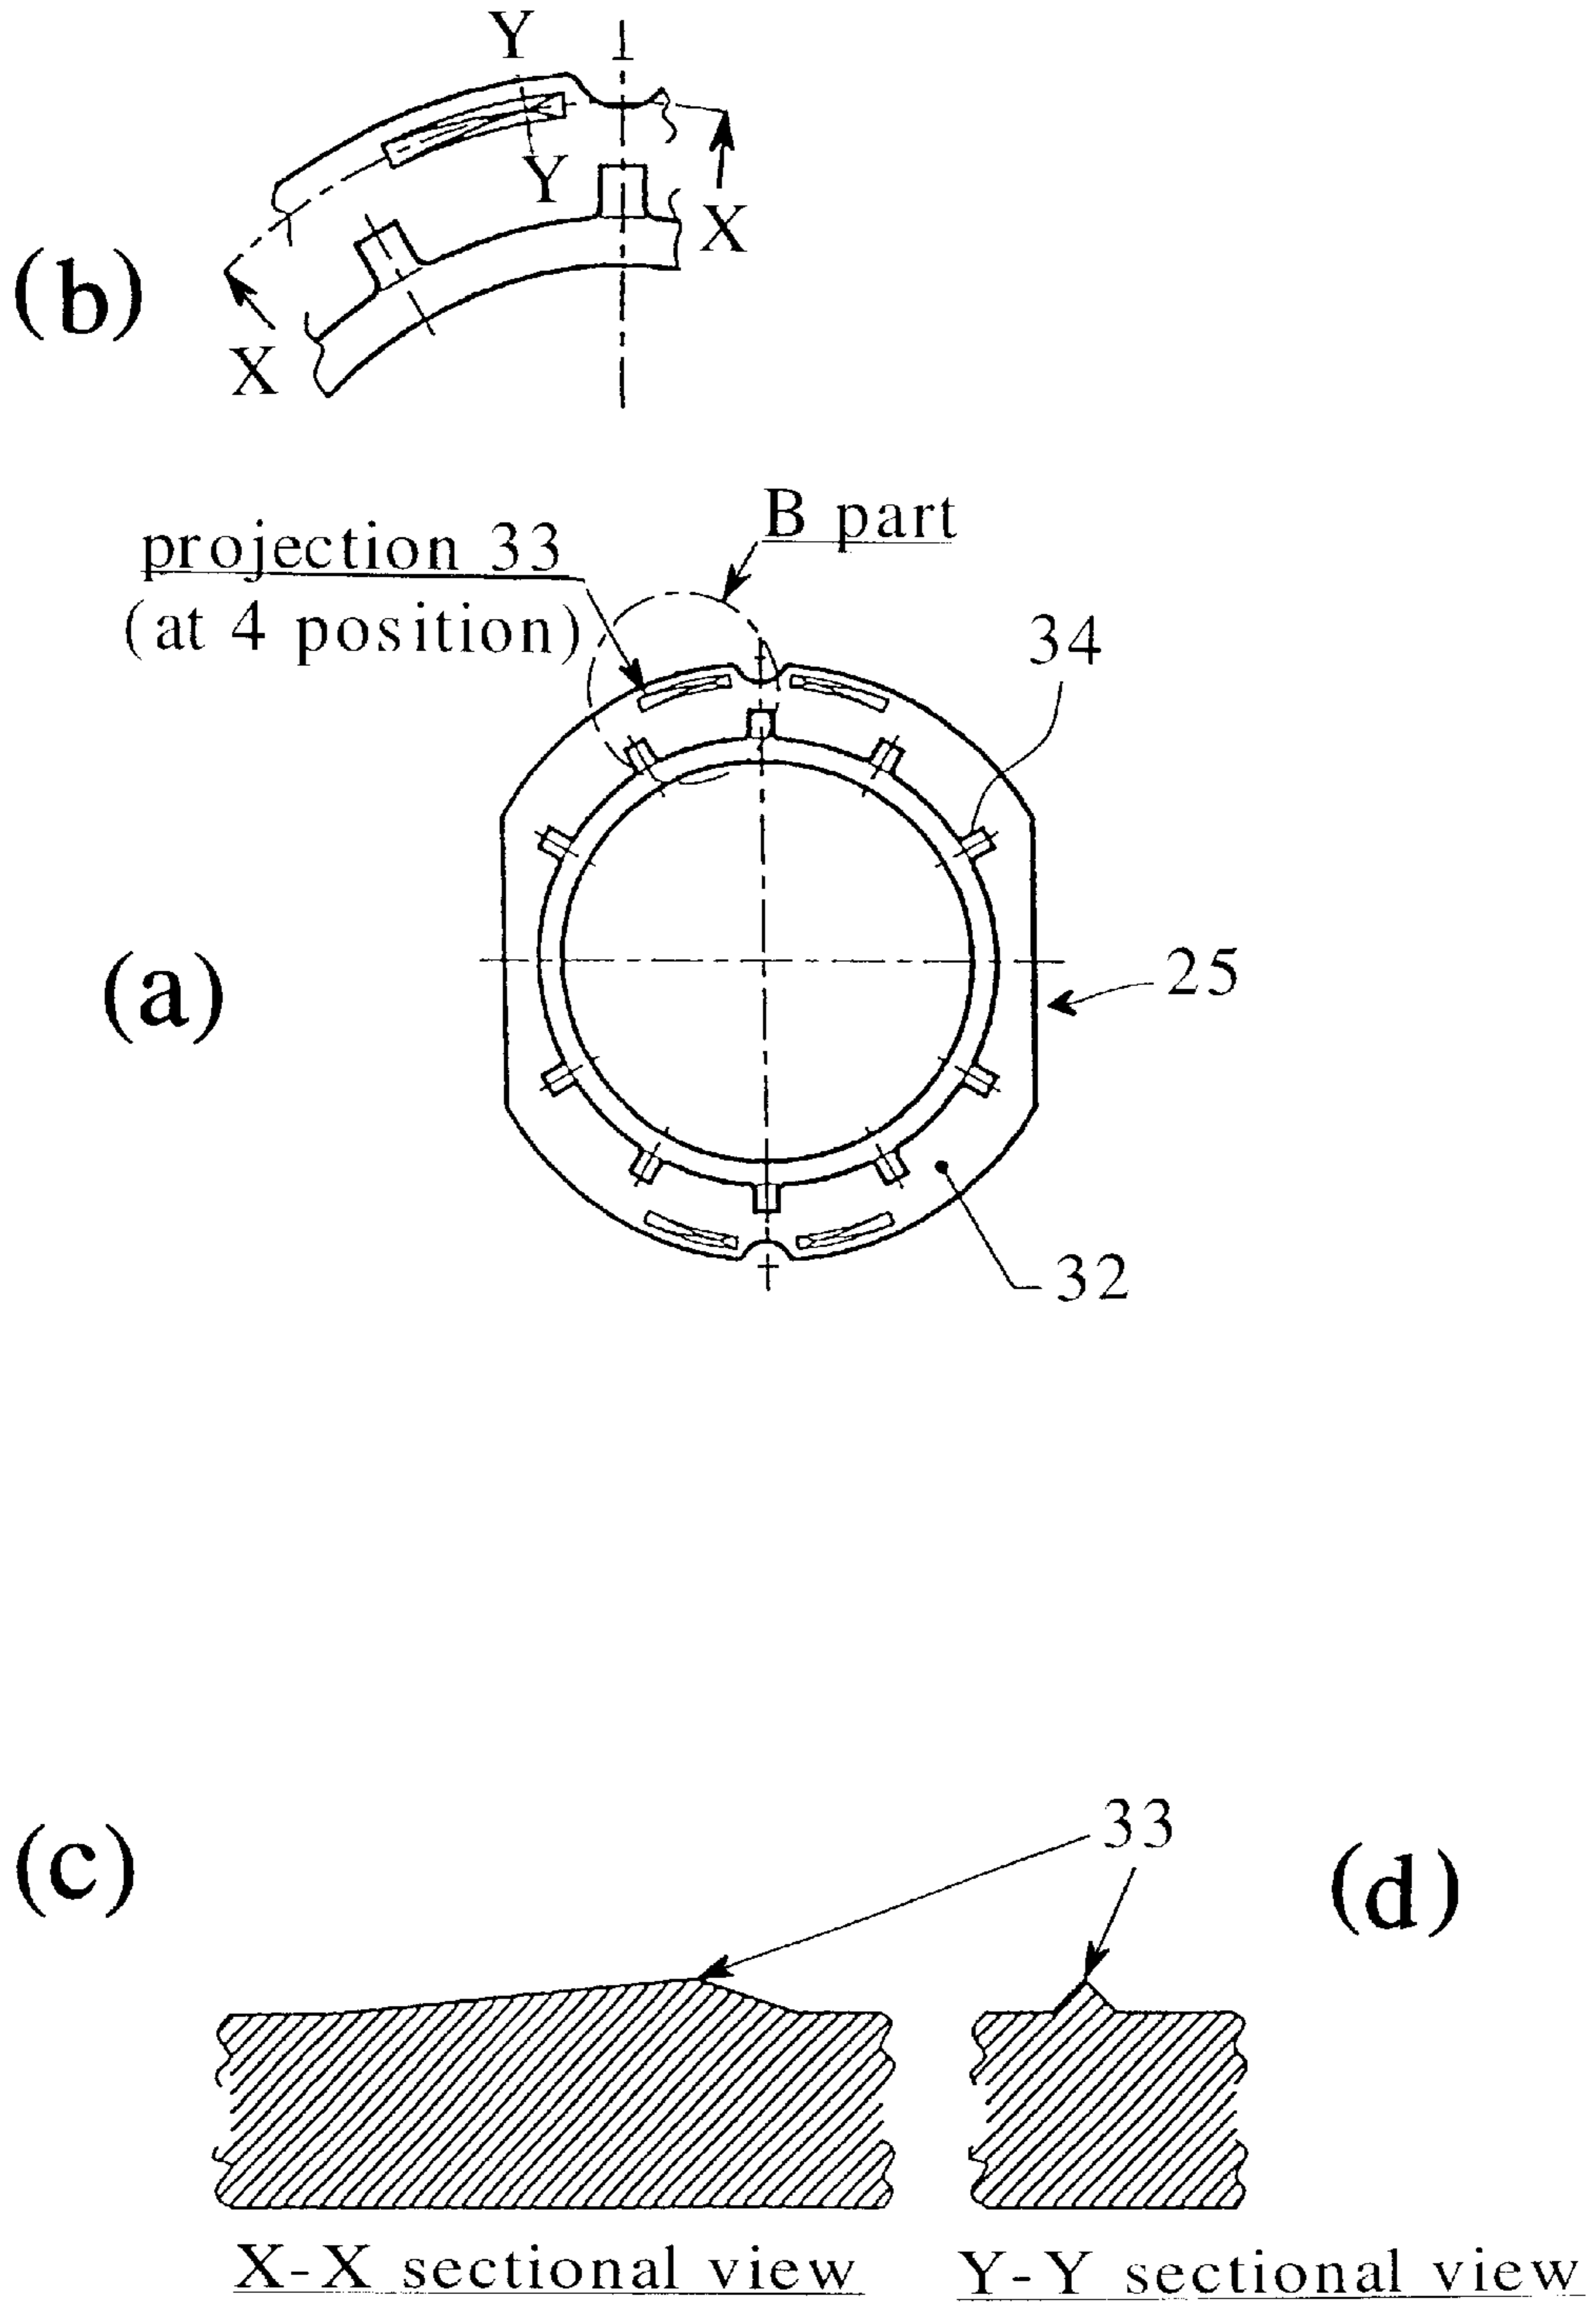 Y
Y
X
X
(b)
B part
projection 33
(at 4 position)
34
(a)
25
32
33
(c)
(d)
X-X sectional view
Y-Y sectional view